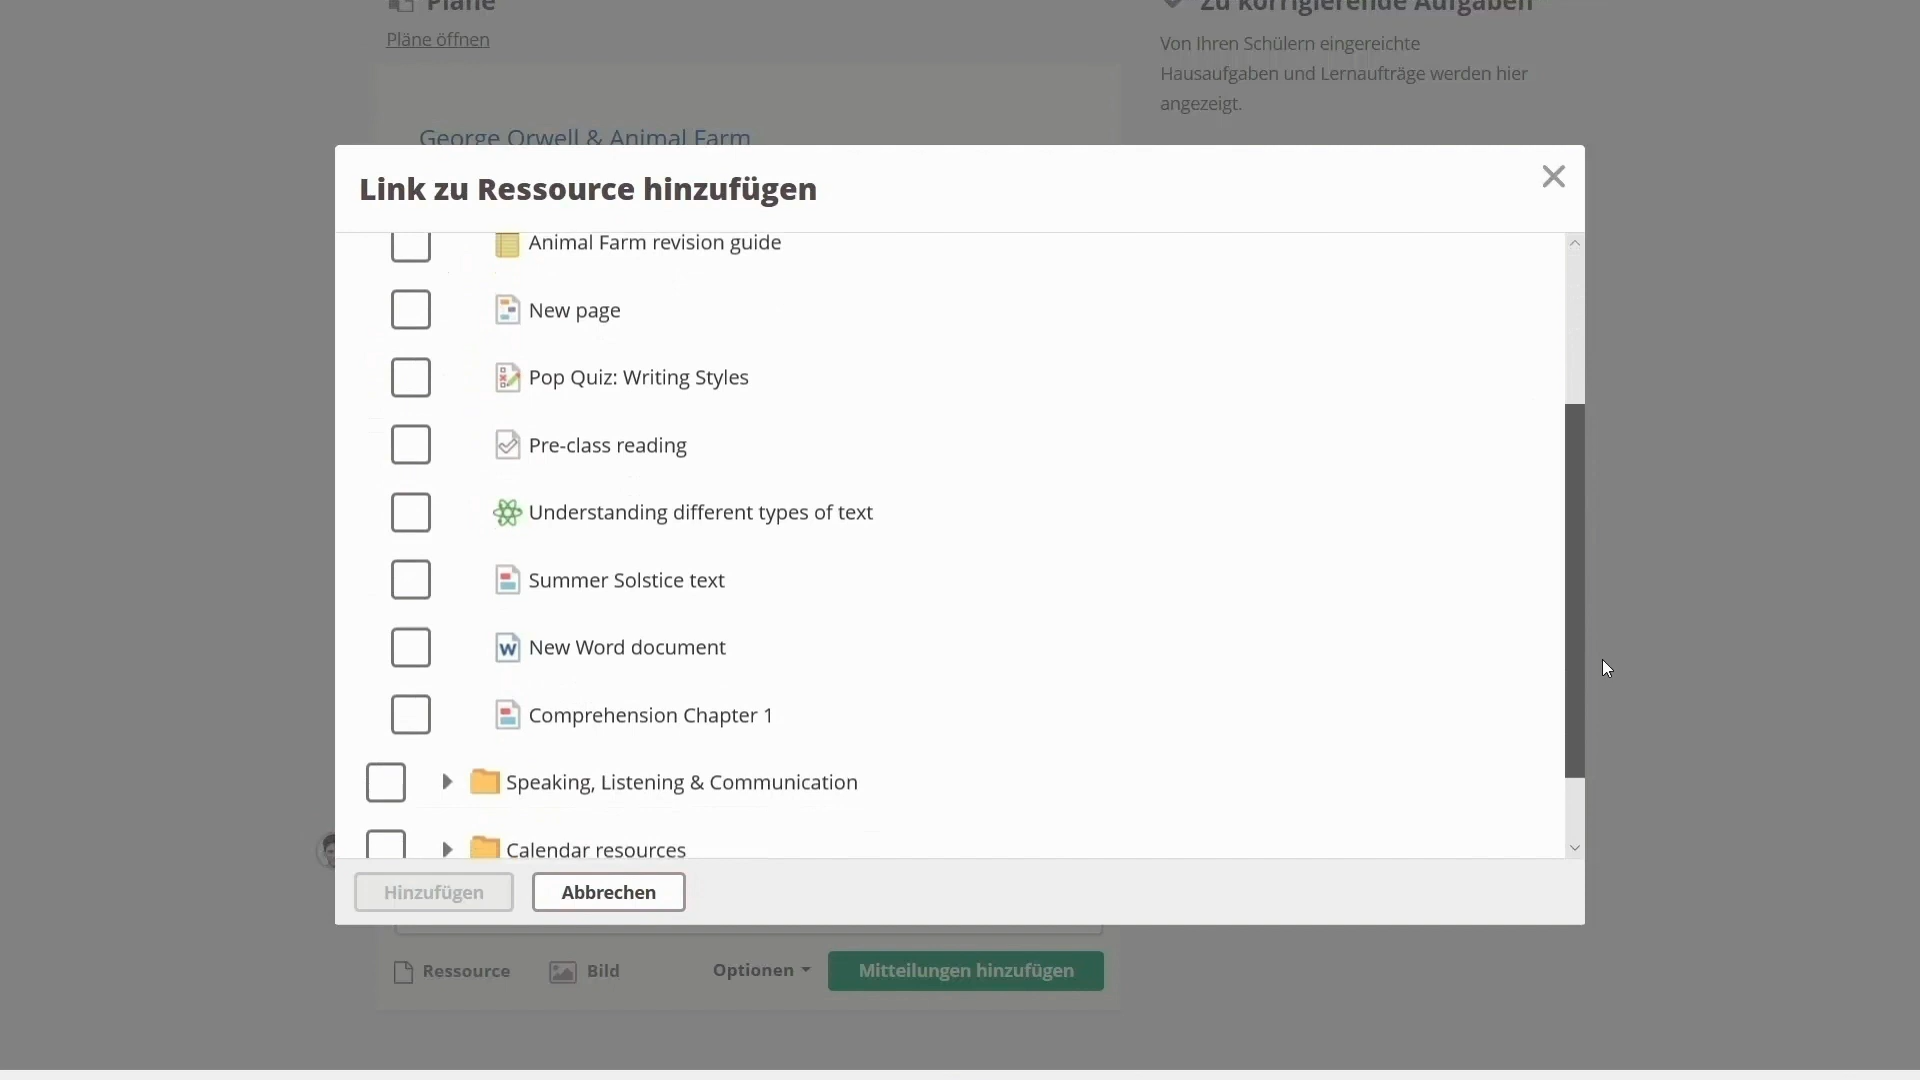 Pläne
Zu korrigierende Aufgaben
Pläne öffnen
Von Ihren Schülern eingereichte
Hausaufgaben und Lernaufträge werden hier
angezeigt.
George Orwell & Animal Farm
Link zu Ressource hinzufügen
Animal Farm revision guide
New page
Pop Quiz: Writing Styles
Pre-class reading
Understanding different types of text
Summer Solstice text
New Word document
Comprehension Chapter 1
Speaking, Listening & Communication
Calendar resources
Hinzufügen
Abbrechen
Ressource
Bild
Optionen
Mitteilungen hinzufügen